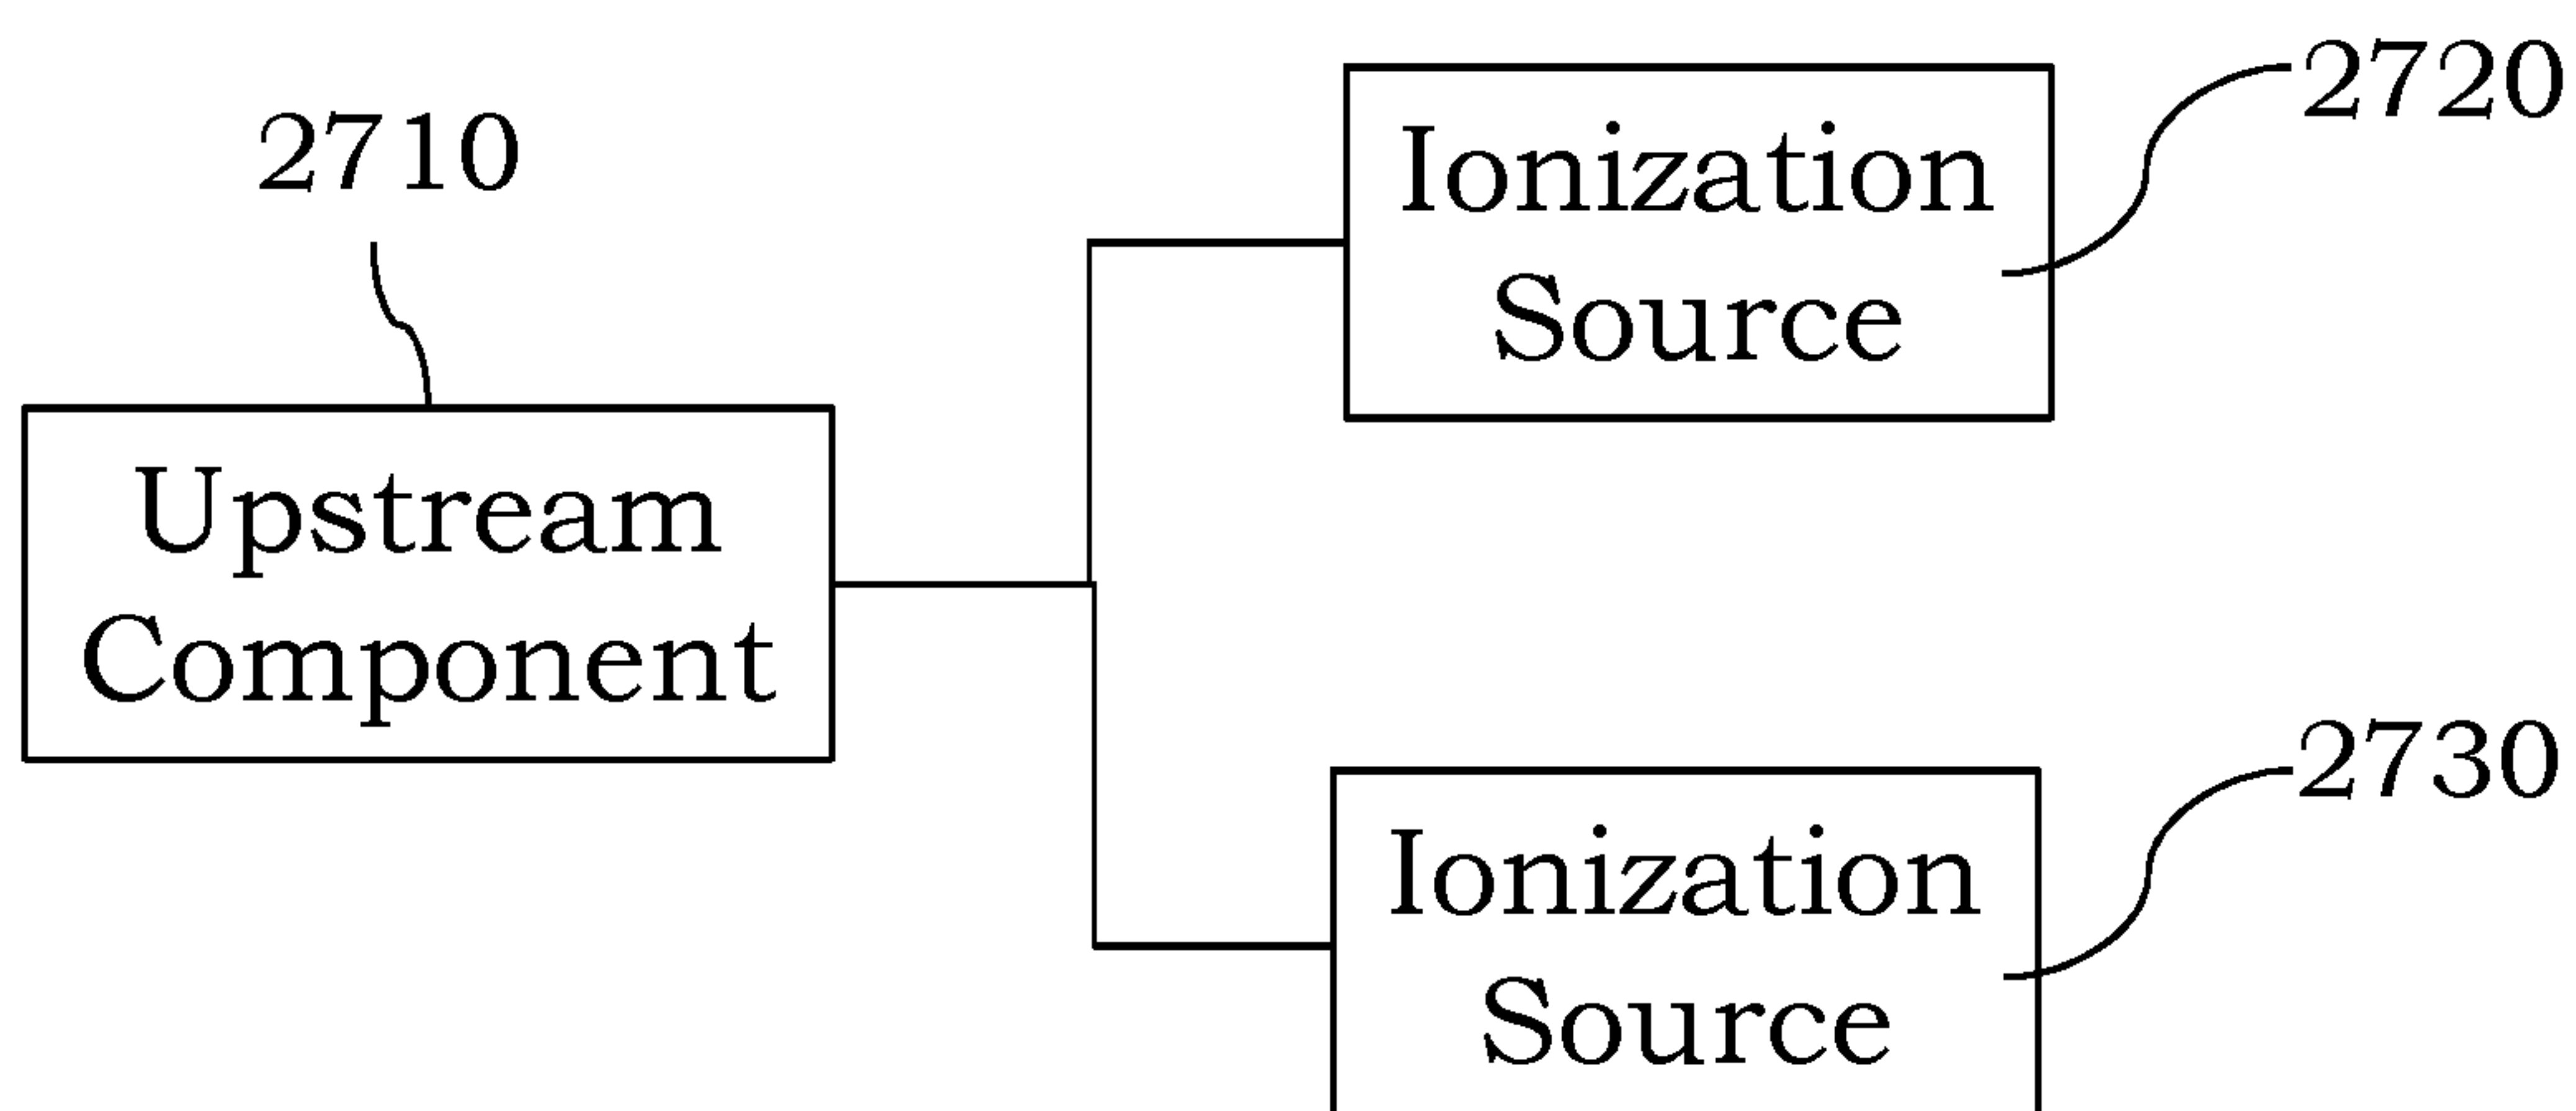 2710
Upstream
Component
2720
Ionization
Source
2730
Ionization
Source